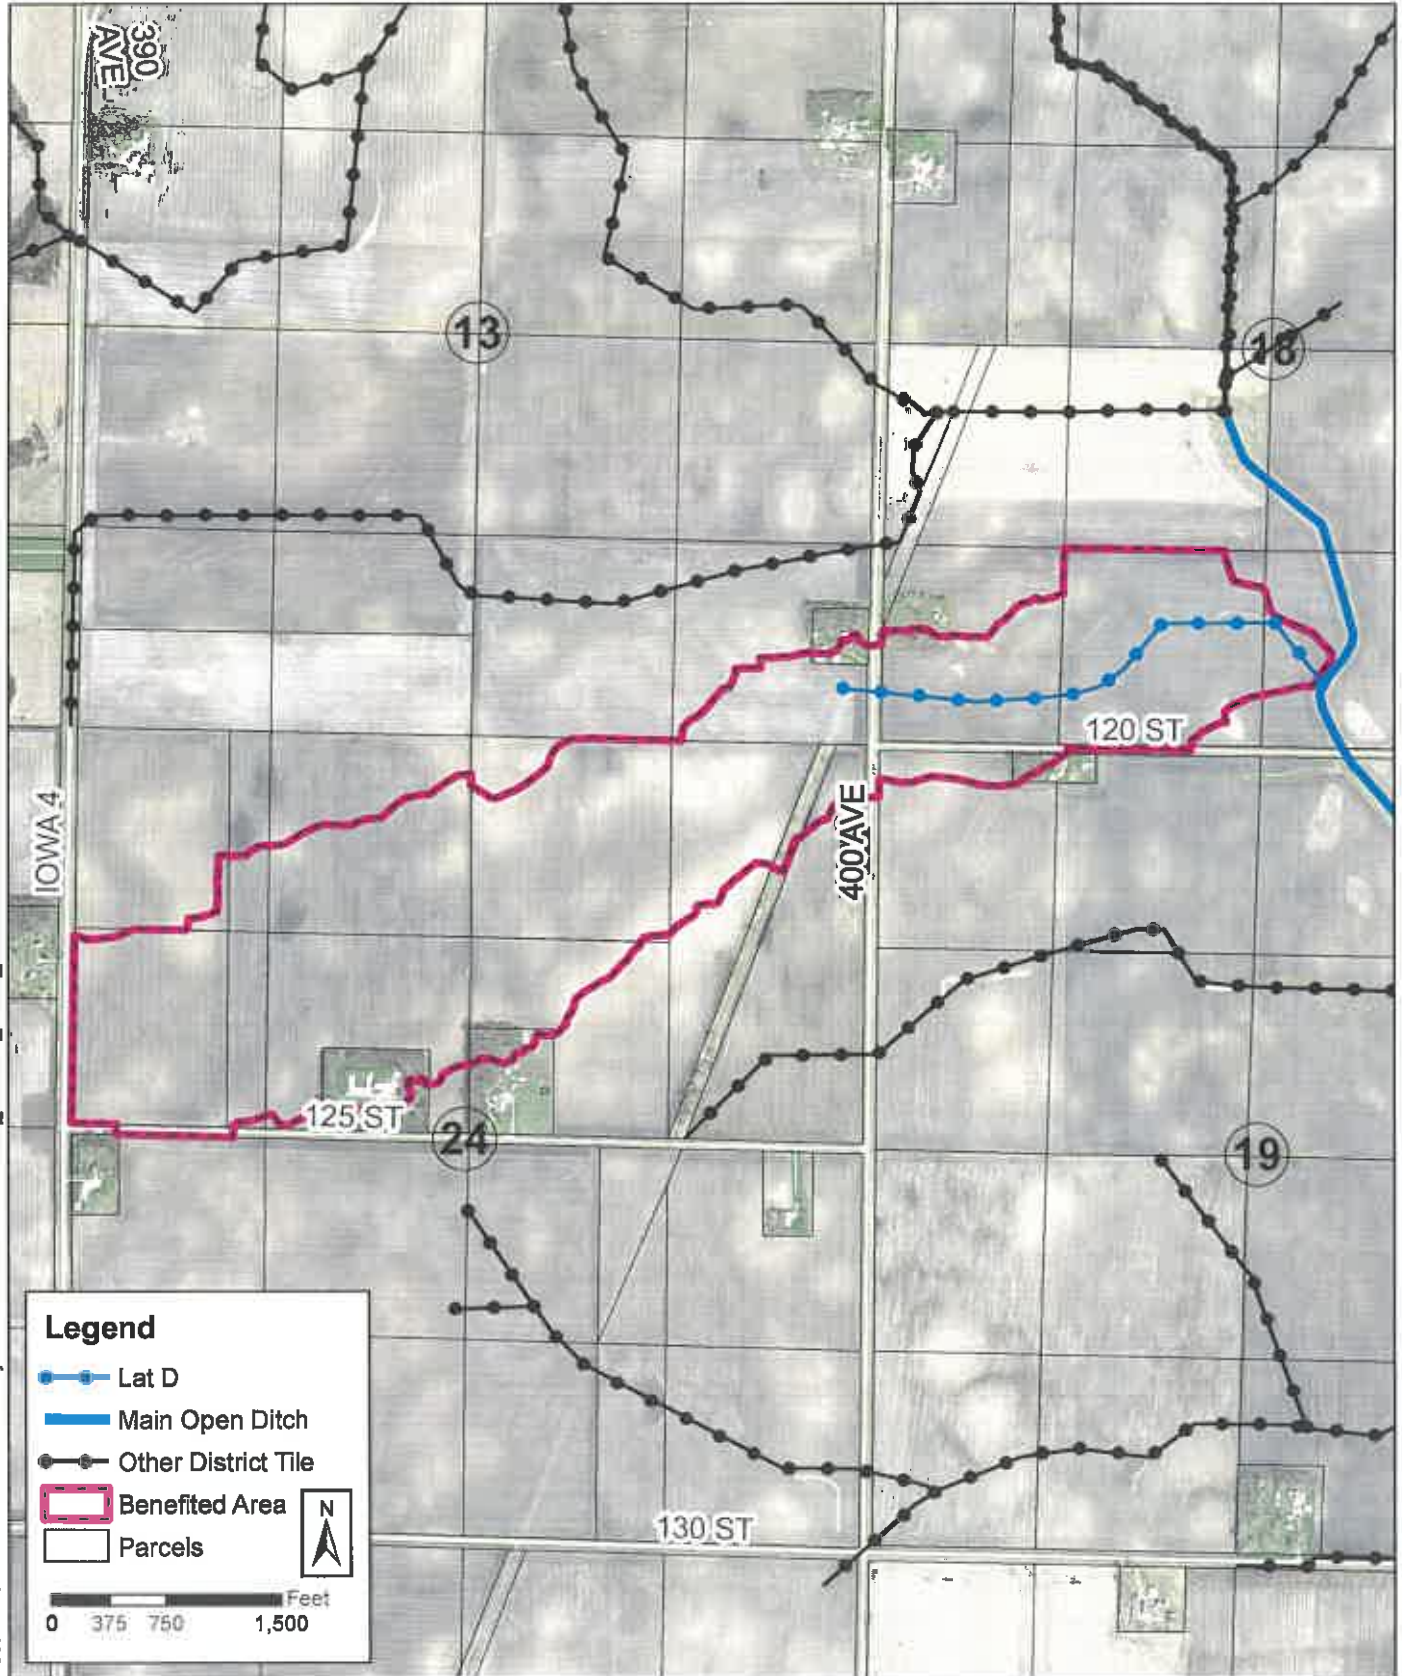 390
AVE
13
18
120 ST
IOWA 4
400 AVE
125 ST
24
19
Legend
Lat D
Main Open Ditch
Other District Tile
Benefited Area
N
Parcels
130 ST
Feet
0 375 750 1,500